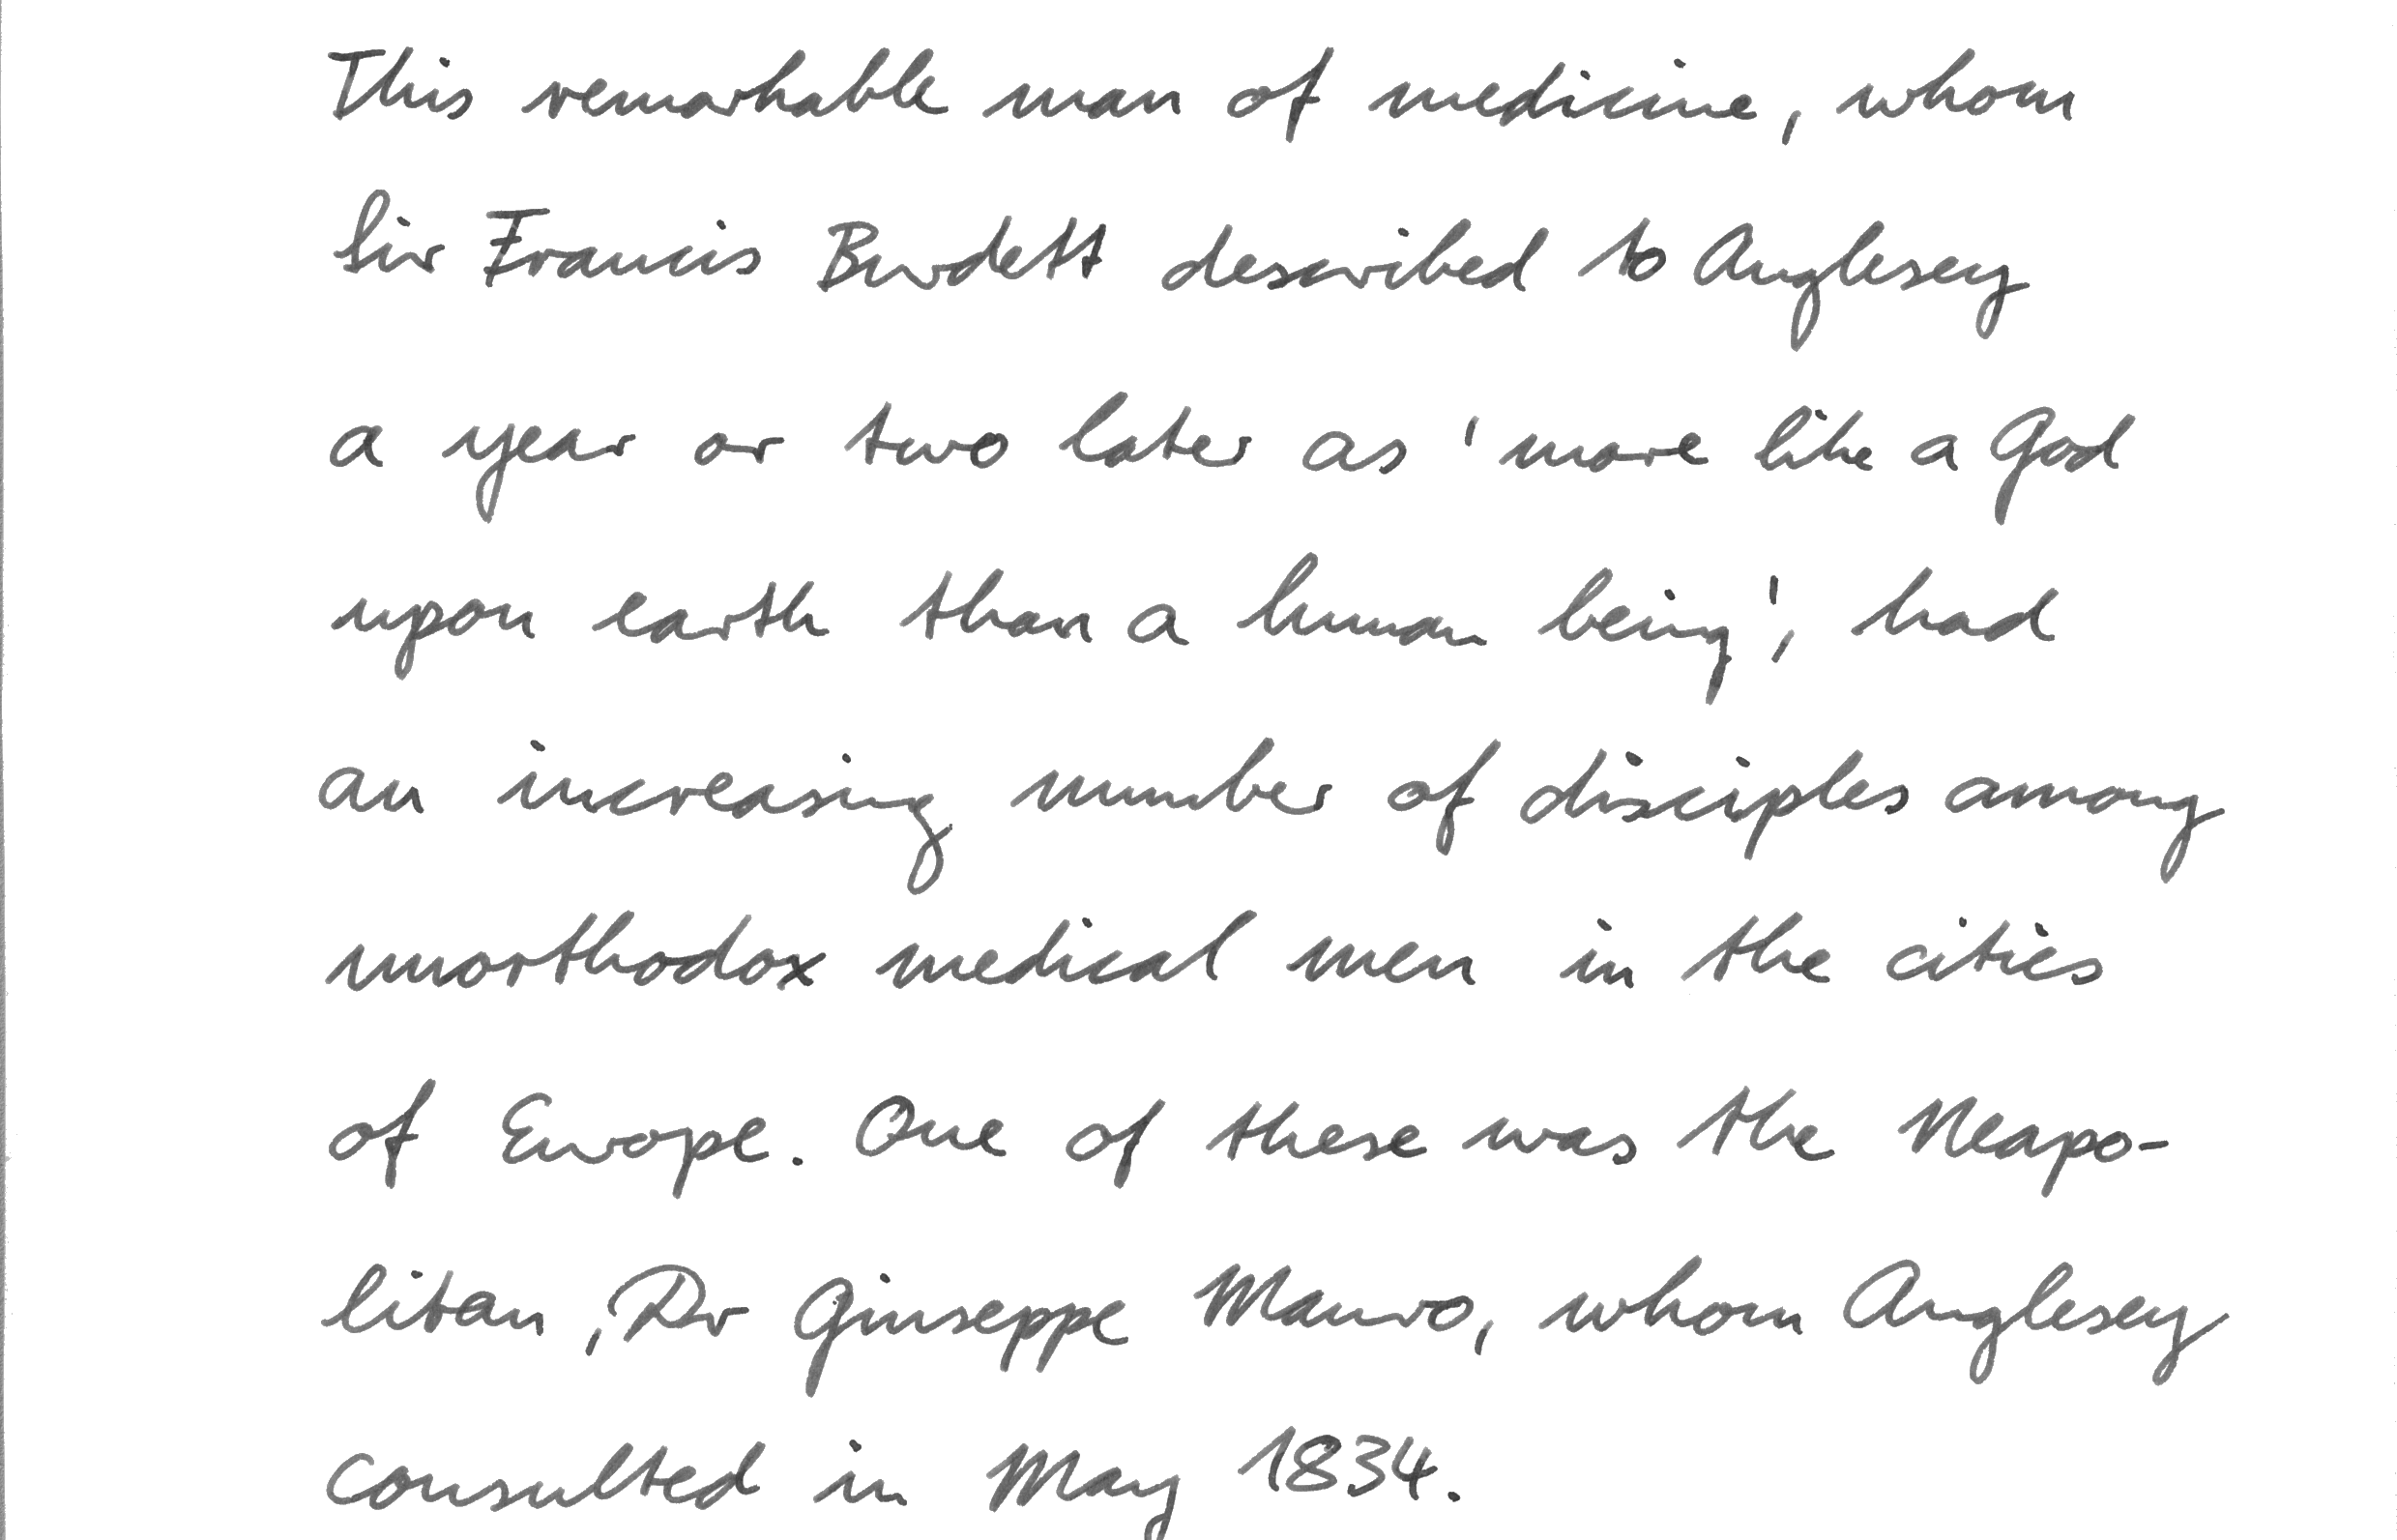 This remarkable man of medicine, whom
Sir Francis Burdett described to Anglesey
a year or two later as 'more like a God
upon earth than a human being', had
an increasing number of disciples among
unorthodox medical men in the cities
of Europe. One of these was the Neapo-
litan, Dr Giuseppe Mauro, whom Anglesey
consulted in May 1834.